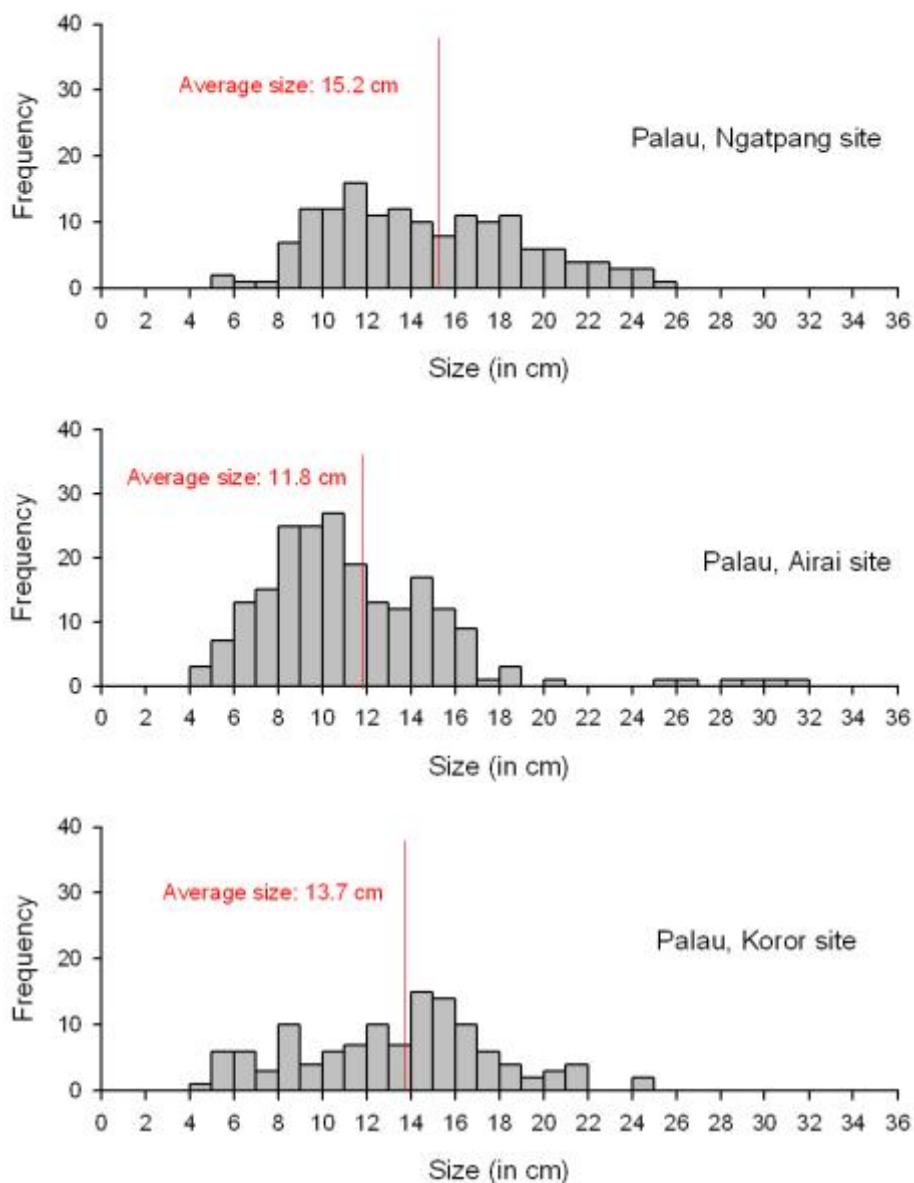 40
Average size: 15.2 cm
30
Palau, Ngatpang site
20
10
0
Frequency
0 2 4 6 8 10 12 14 16 18 20 22 24 26 28 30 32 34 36
Size (in cm)
40
Average size: 11.8 cm
30
Palau, Airai site
20
10
0
Frequency
0 2 4 6 8 10 12 14 16 18 20 22 24 26 28 30 32 34 36
Size (in cm)
40
Average size: 13.7 cm
30
Palau, Koror site
20
10
0
Frequency
0 2 4 6 8 10 12 14 16 18 20 22 24 26 28 30 32 34 36
Size (in cm)